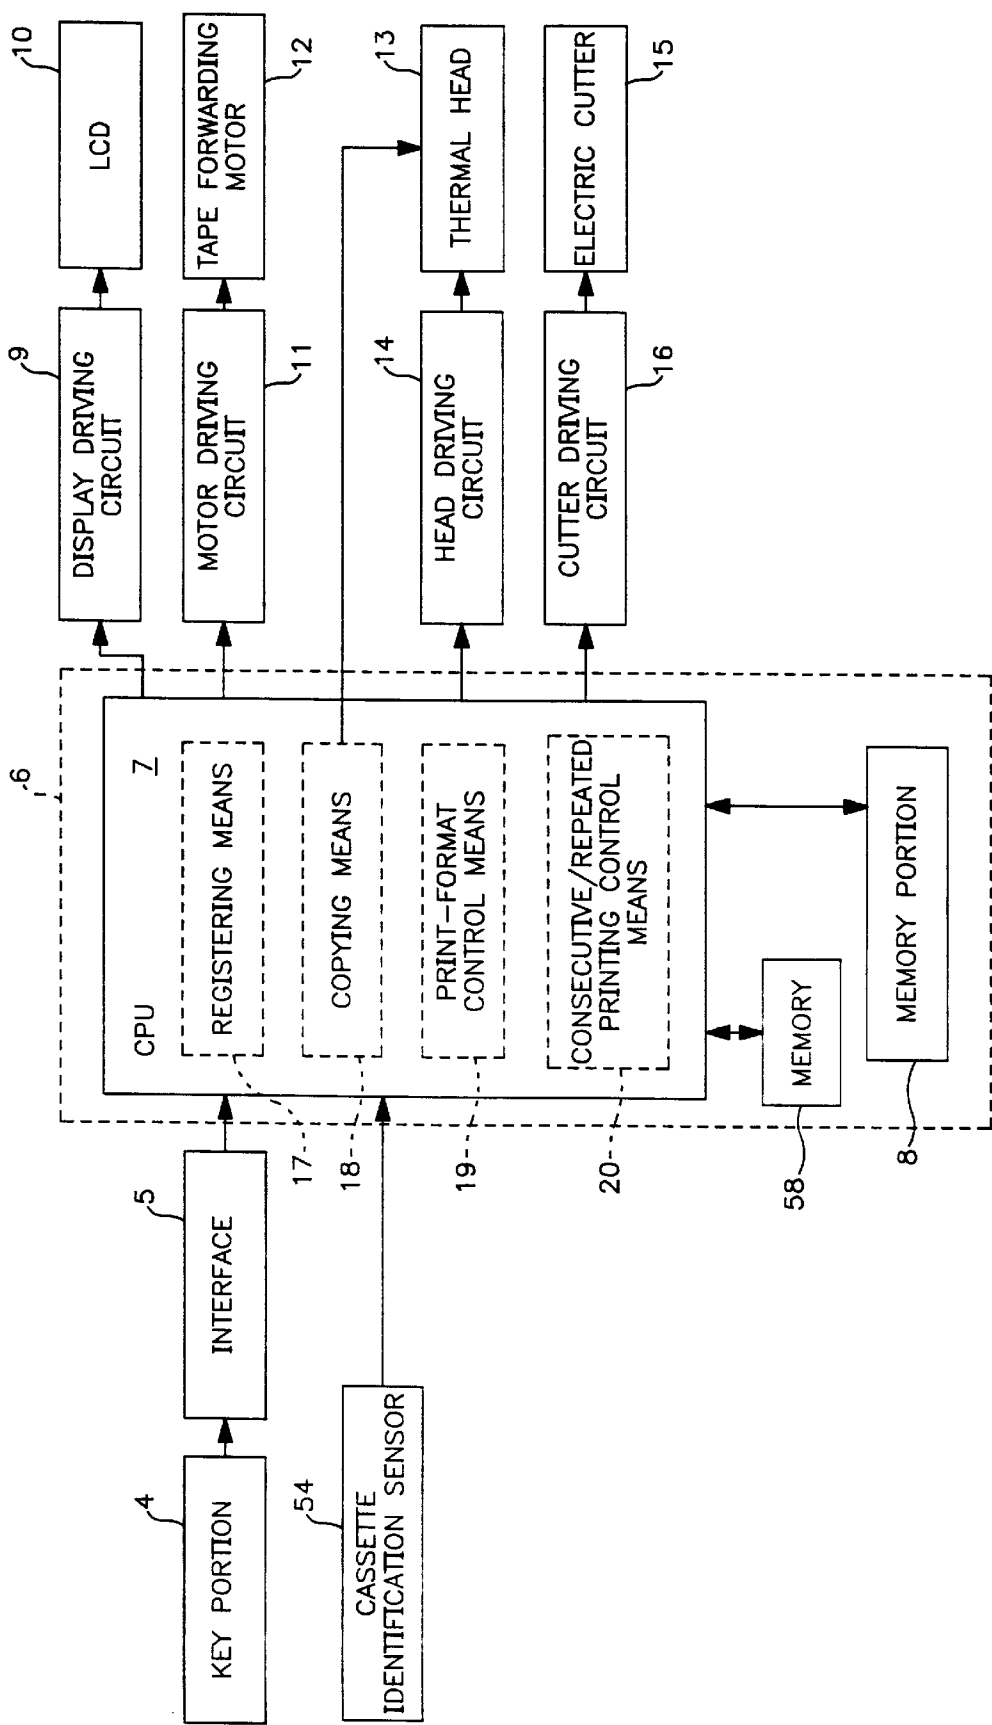 10
LCD
12
TAPE FORWARDING
MOTOR
13
THERMAL HEAD
15
ELECTRIC CUTTER
9
DISPLAY DRIVING
CIRCUIT
11
MOTOR DRIVING
CIRCUIT
14
HEAD DRIVING
CIRCUIT
16
CUTTER DRIVING
CIRCUIT
6
CPU
7
REGISTERING MEANS
COPYING MEANS
PRINT-FORMAT
CONTROL MEANS
CONSECUTIVE/REPEATED
PRINTING CONTROL
MEANS
17
18
19
20
MEMORY
58
MEMORY PORTION
8
5
INTERFACE
4
KEY PORTION
54
CASSETTE
IDENTIFICATION SENSOR